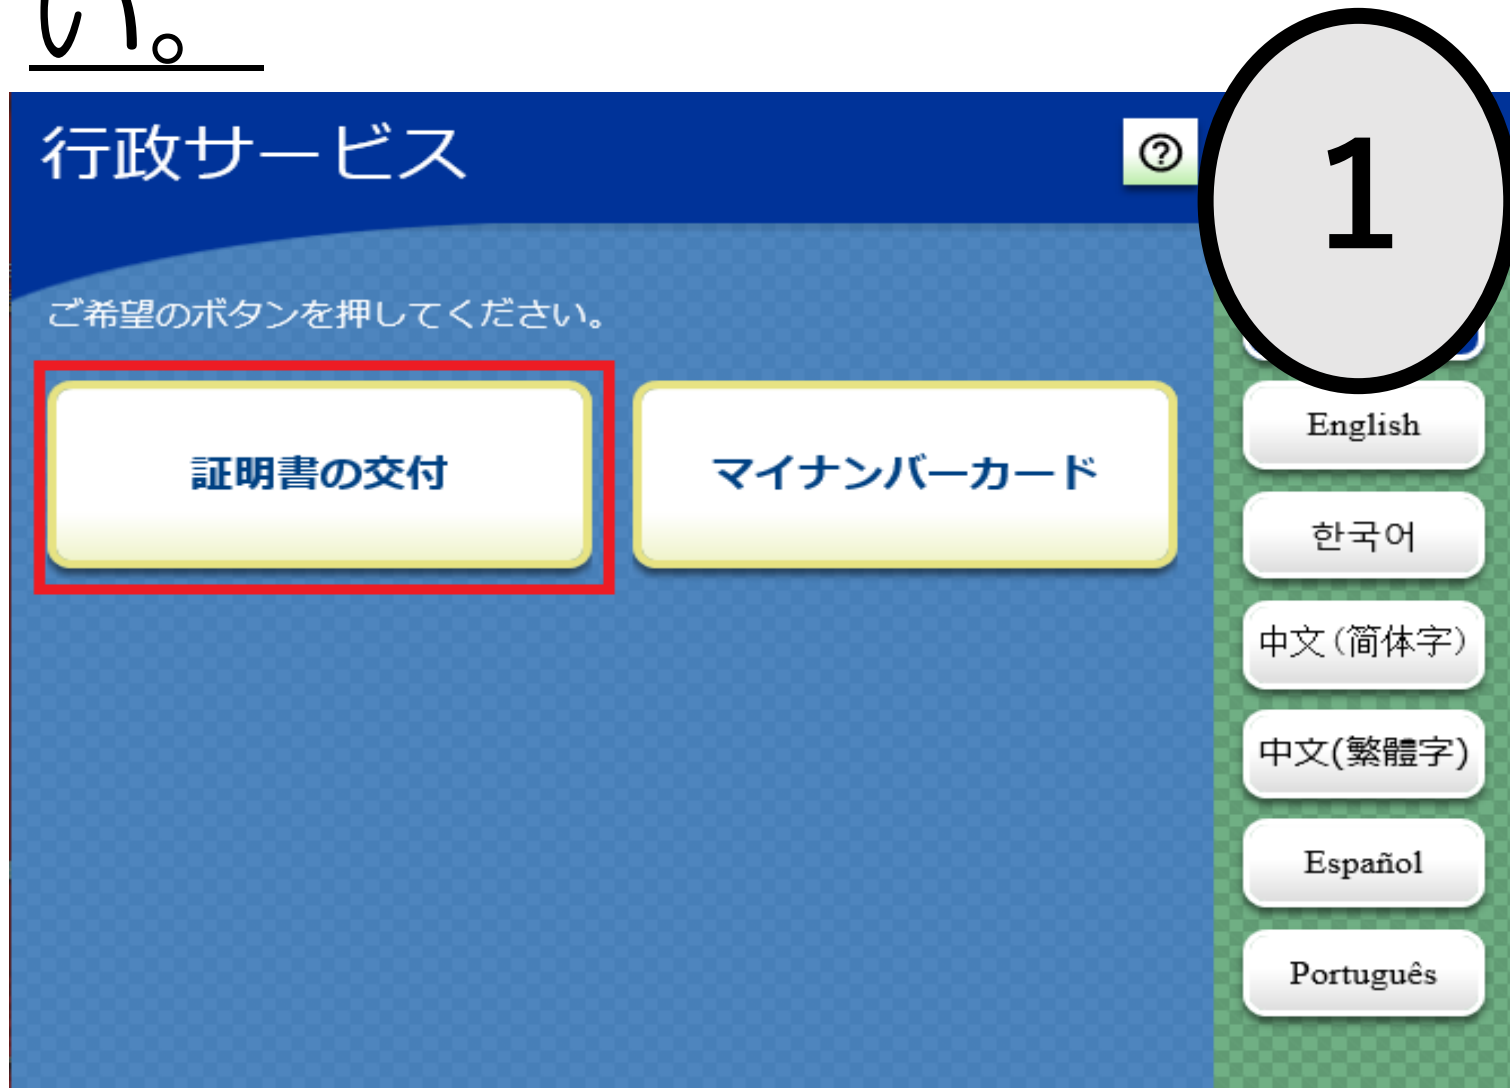 い。
行政サービス
?
1
ご希望のボタンを押してください。
証明書の交付
マイナンバーカード
English
한국어
中文(简体字)
中文(繁體字)
Español
Português